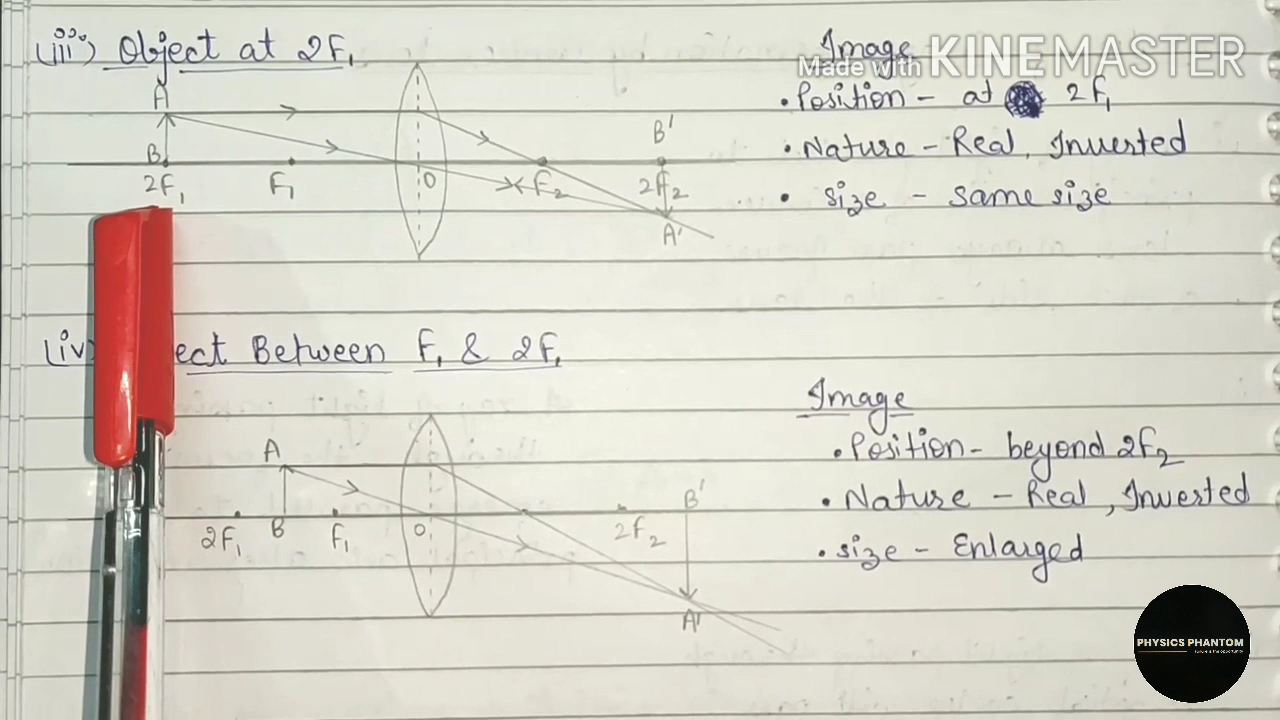 (iii) Object at 2F₁
A
B
2F₁ F₁ O F₂ 2F₂
B'
A'
Image
Made with KINEMASTER
• Position - at 2F₁
• Nature - Real, Inverted
• size - same size
(iv) Between F₁ & 2F₁
A
2F₁ B F₁ O 2F₂
B'
A'
Image
• Position - beyond 2F₂
• Nature - Real, Inverted
• size - Enlarged
PHYSICS PHANTOM